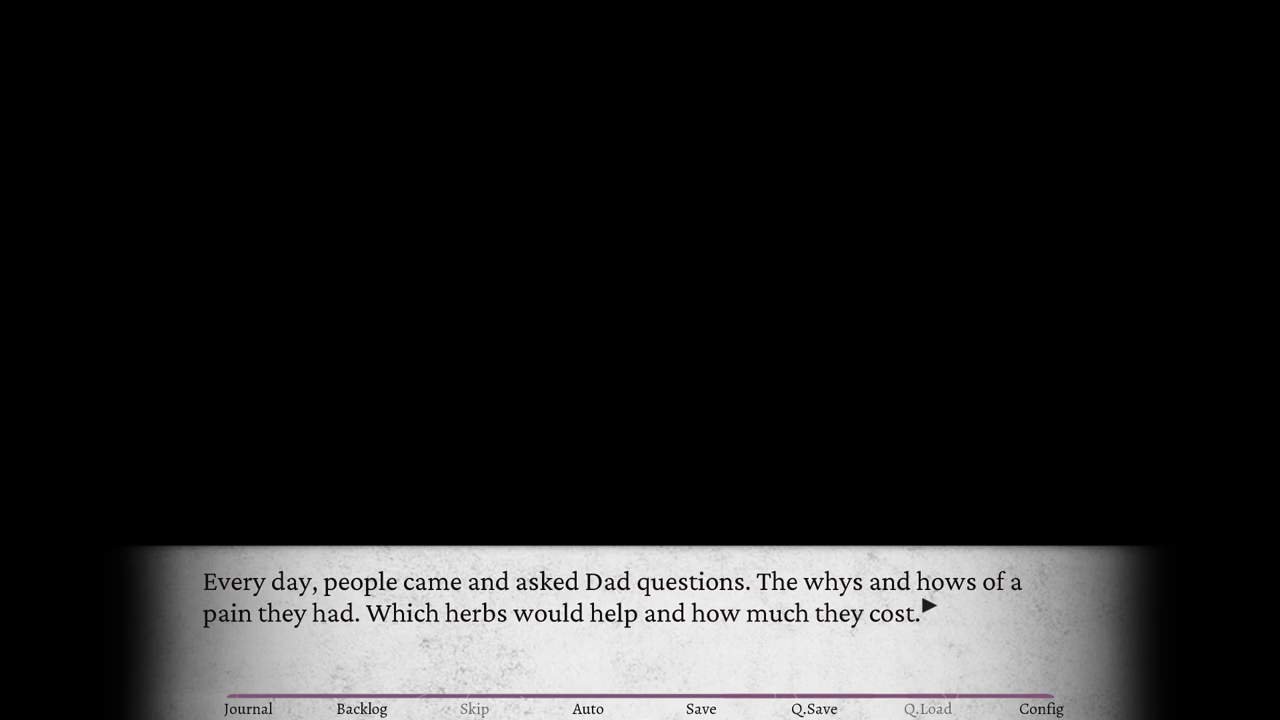 Every day, people came and asked Dad questions. The whys and hows of a
pain they had. Which herbs would help and how much they cost.
Journal Backlog Skip Auto Save Q.Save Q.Load Config